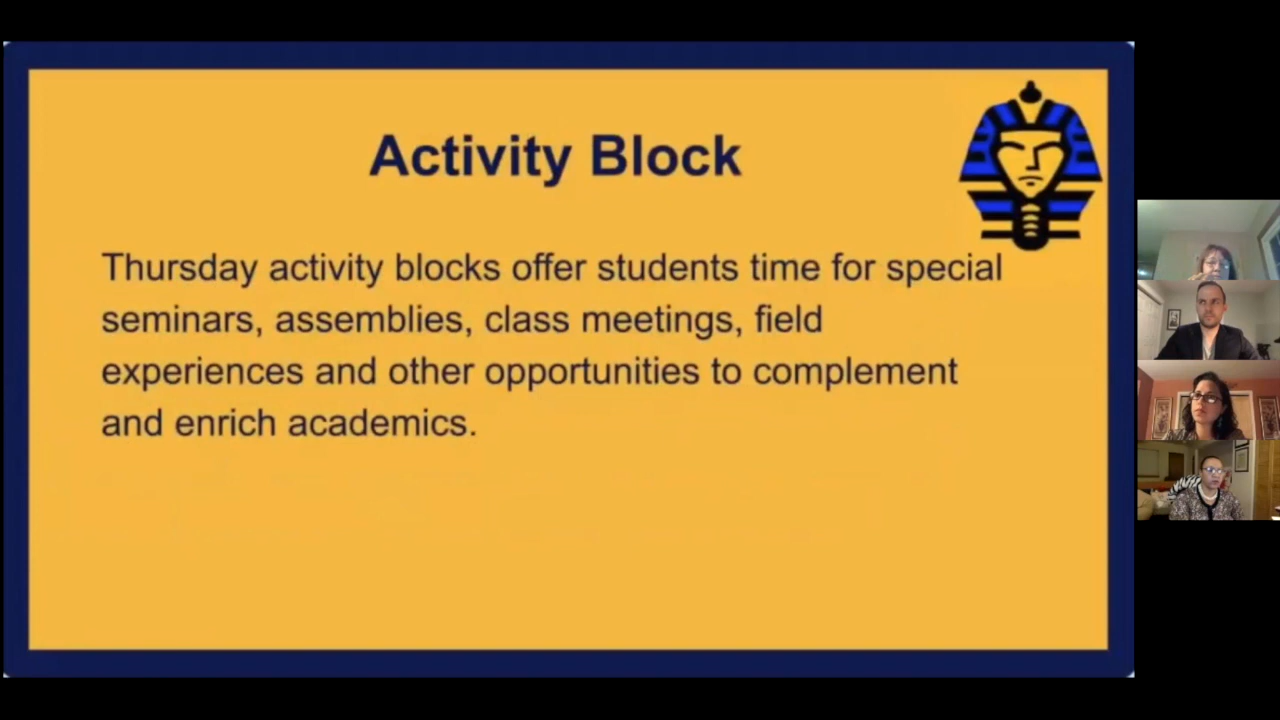 Activity Block
Thursday activity blocks offer students time for special
seminars, assemblies, class meetings, field
experiences and other opportunities to complement
and enrich academics.